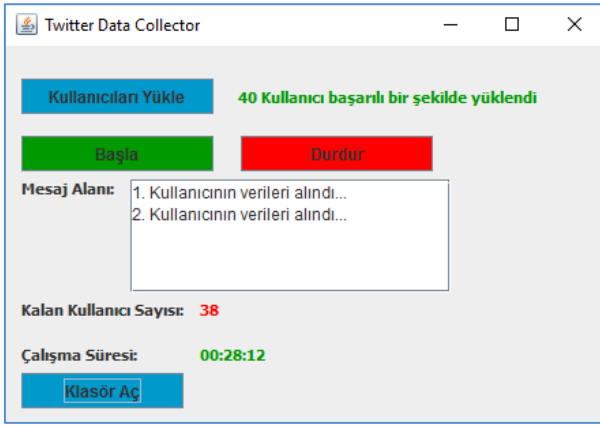 Twitter Data Collector
Kullanıcıları Yükle 40 Kullanıcı başarılı bir şekilde yüklendi
Başla Durdur
Mesaj Alanı: 1. Kullanıcının verileri alındı...
2. Kullanıcının verileri alındı...
Kalan Kullanıcı Sayısı: 38
Çalışma Süresi: 00:28:12
Klasör Aç